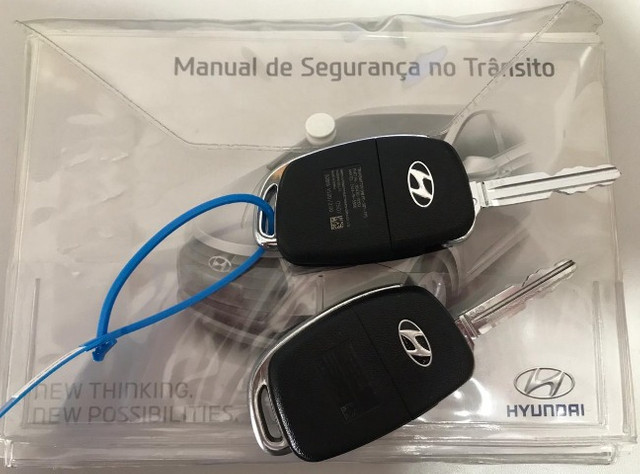 Manual de Segurança no Trânsito
NEW THINKING.
NEW POSSIBILITIES.
HYUNDAI